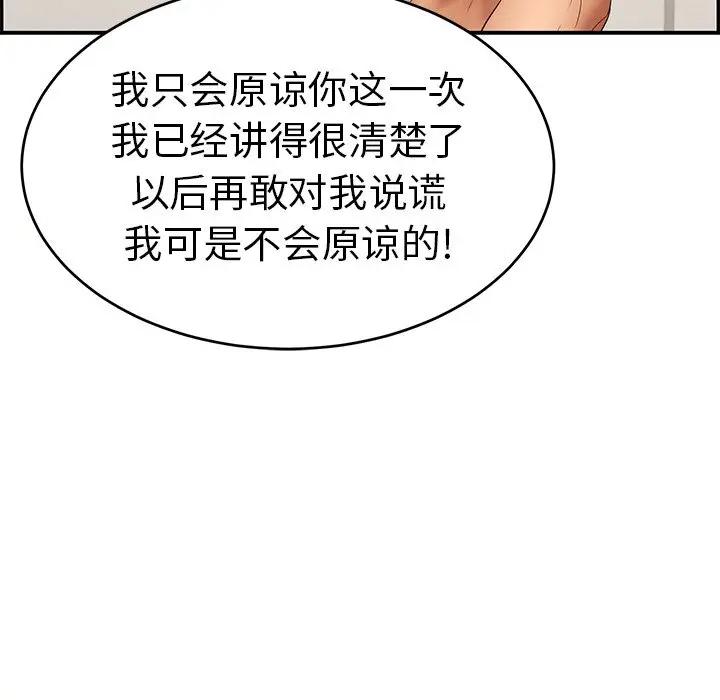 我只会原谅你这一次
我已经讲得很清楚了
以后再敢对我说谎
我可是不会原谅的!